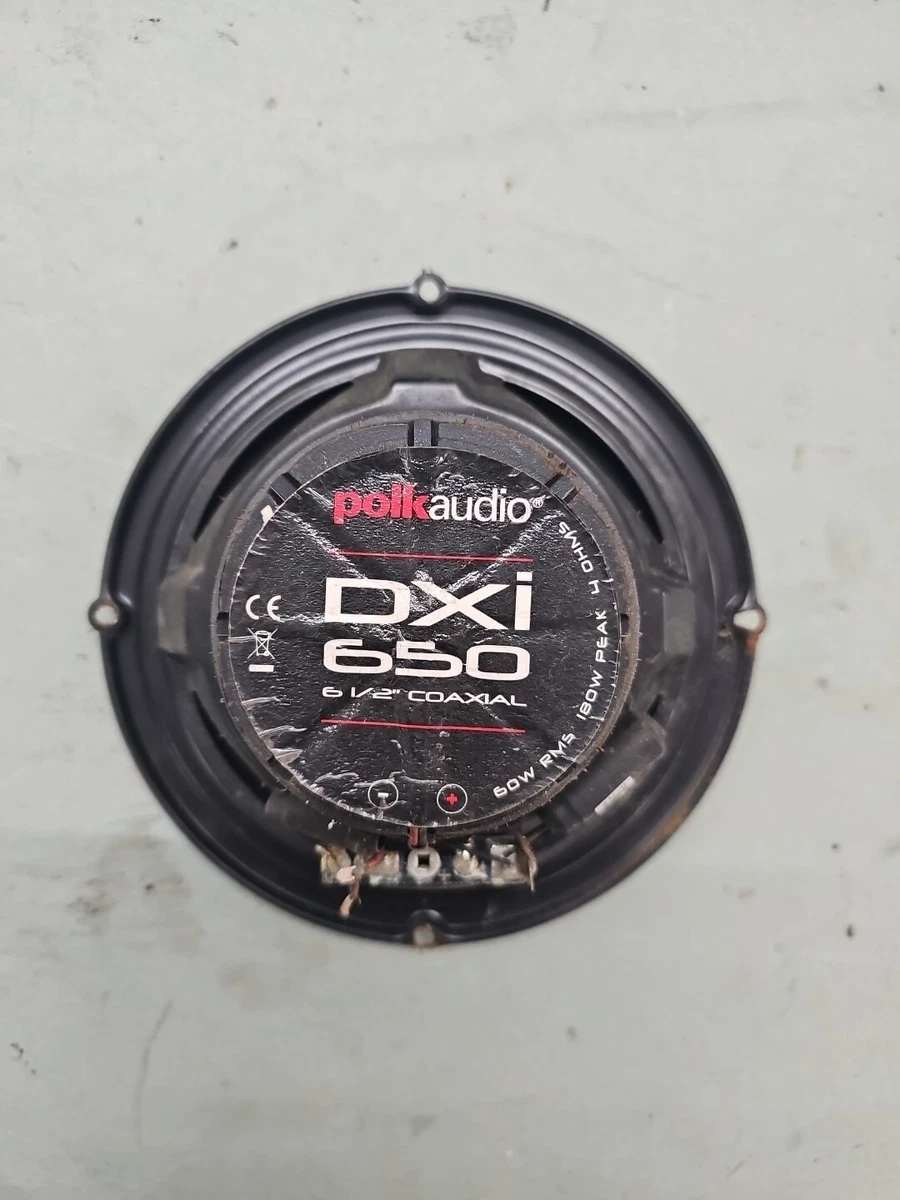 polkaudio®
DXi
650
6 1/2" COAXIAL
CE
- +
60W RMS 180W PEAK 4 OHMS